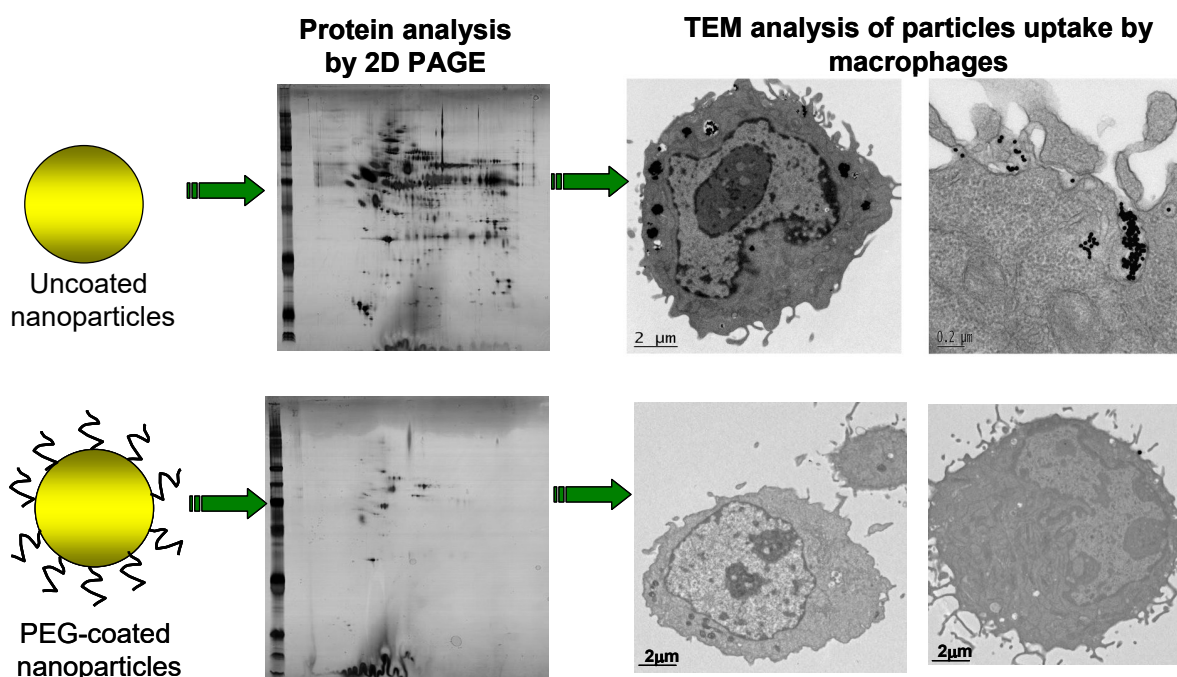 Protein analysis
by 2D PAGE
TEM analysis of particles uptake by
macrophages
Uncoated
nanoparticles
2 µm
0.2 µm
PEG-coated
nanoparticles
2µm
2µm